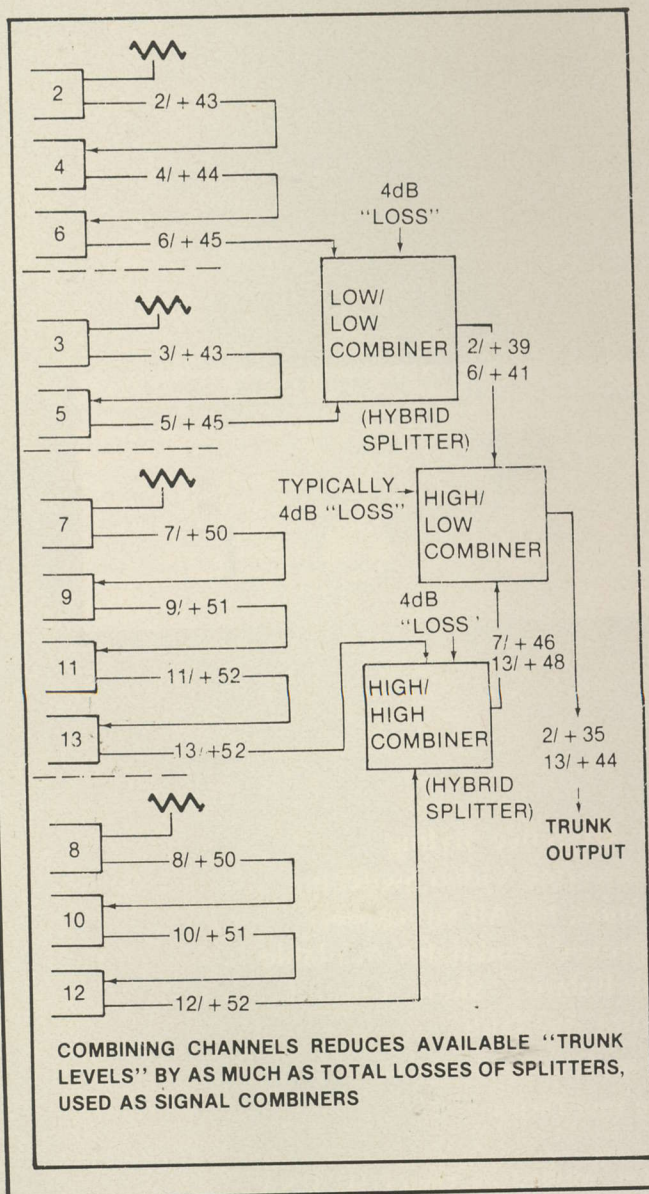 2
2/ + 43
4
4/ + 44
6
6/ + 45
4dB
"LOSS"
LOW/
LOW
COMBINER
2/ + 39
6/ + 41
(HYBRID
SPLITTER)
3
3/ + 43
5
5/ + 45
7
7/ + 50
TYPICALLY
4dB "LOSS"
HIGH/
LOW
COMBINER
9
9/ + 51
4dB
"LOSS '
7/ + 46
13/ + 48
11
11/ + 52
HIGH/
HIGH
COMBINER
13
13/ +52
(HYBRID
SPLITTER)
2/ + 35
13/ + 44
TRUNK
OUTPUT
8
8/ + 50
10
10/ + 51
12
12/ + 52
COMBINING CHANNELS REDUCES AVAILABLE "TRUNK
LEVELS" BY AS MUCH AS TOTAL LOSSES OF SPLITTERS,
USED AS SIGNAL COMBINERS